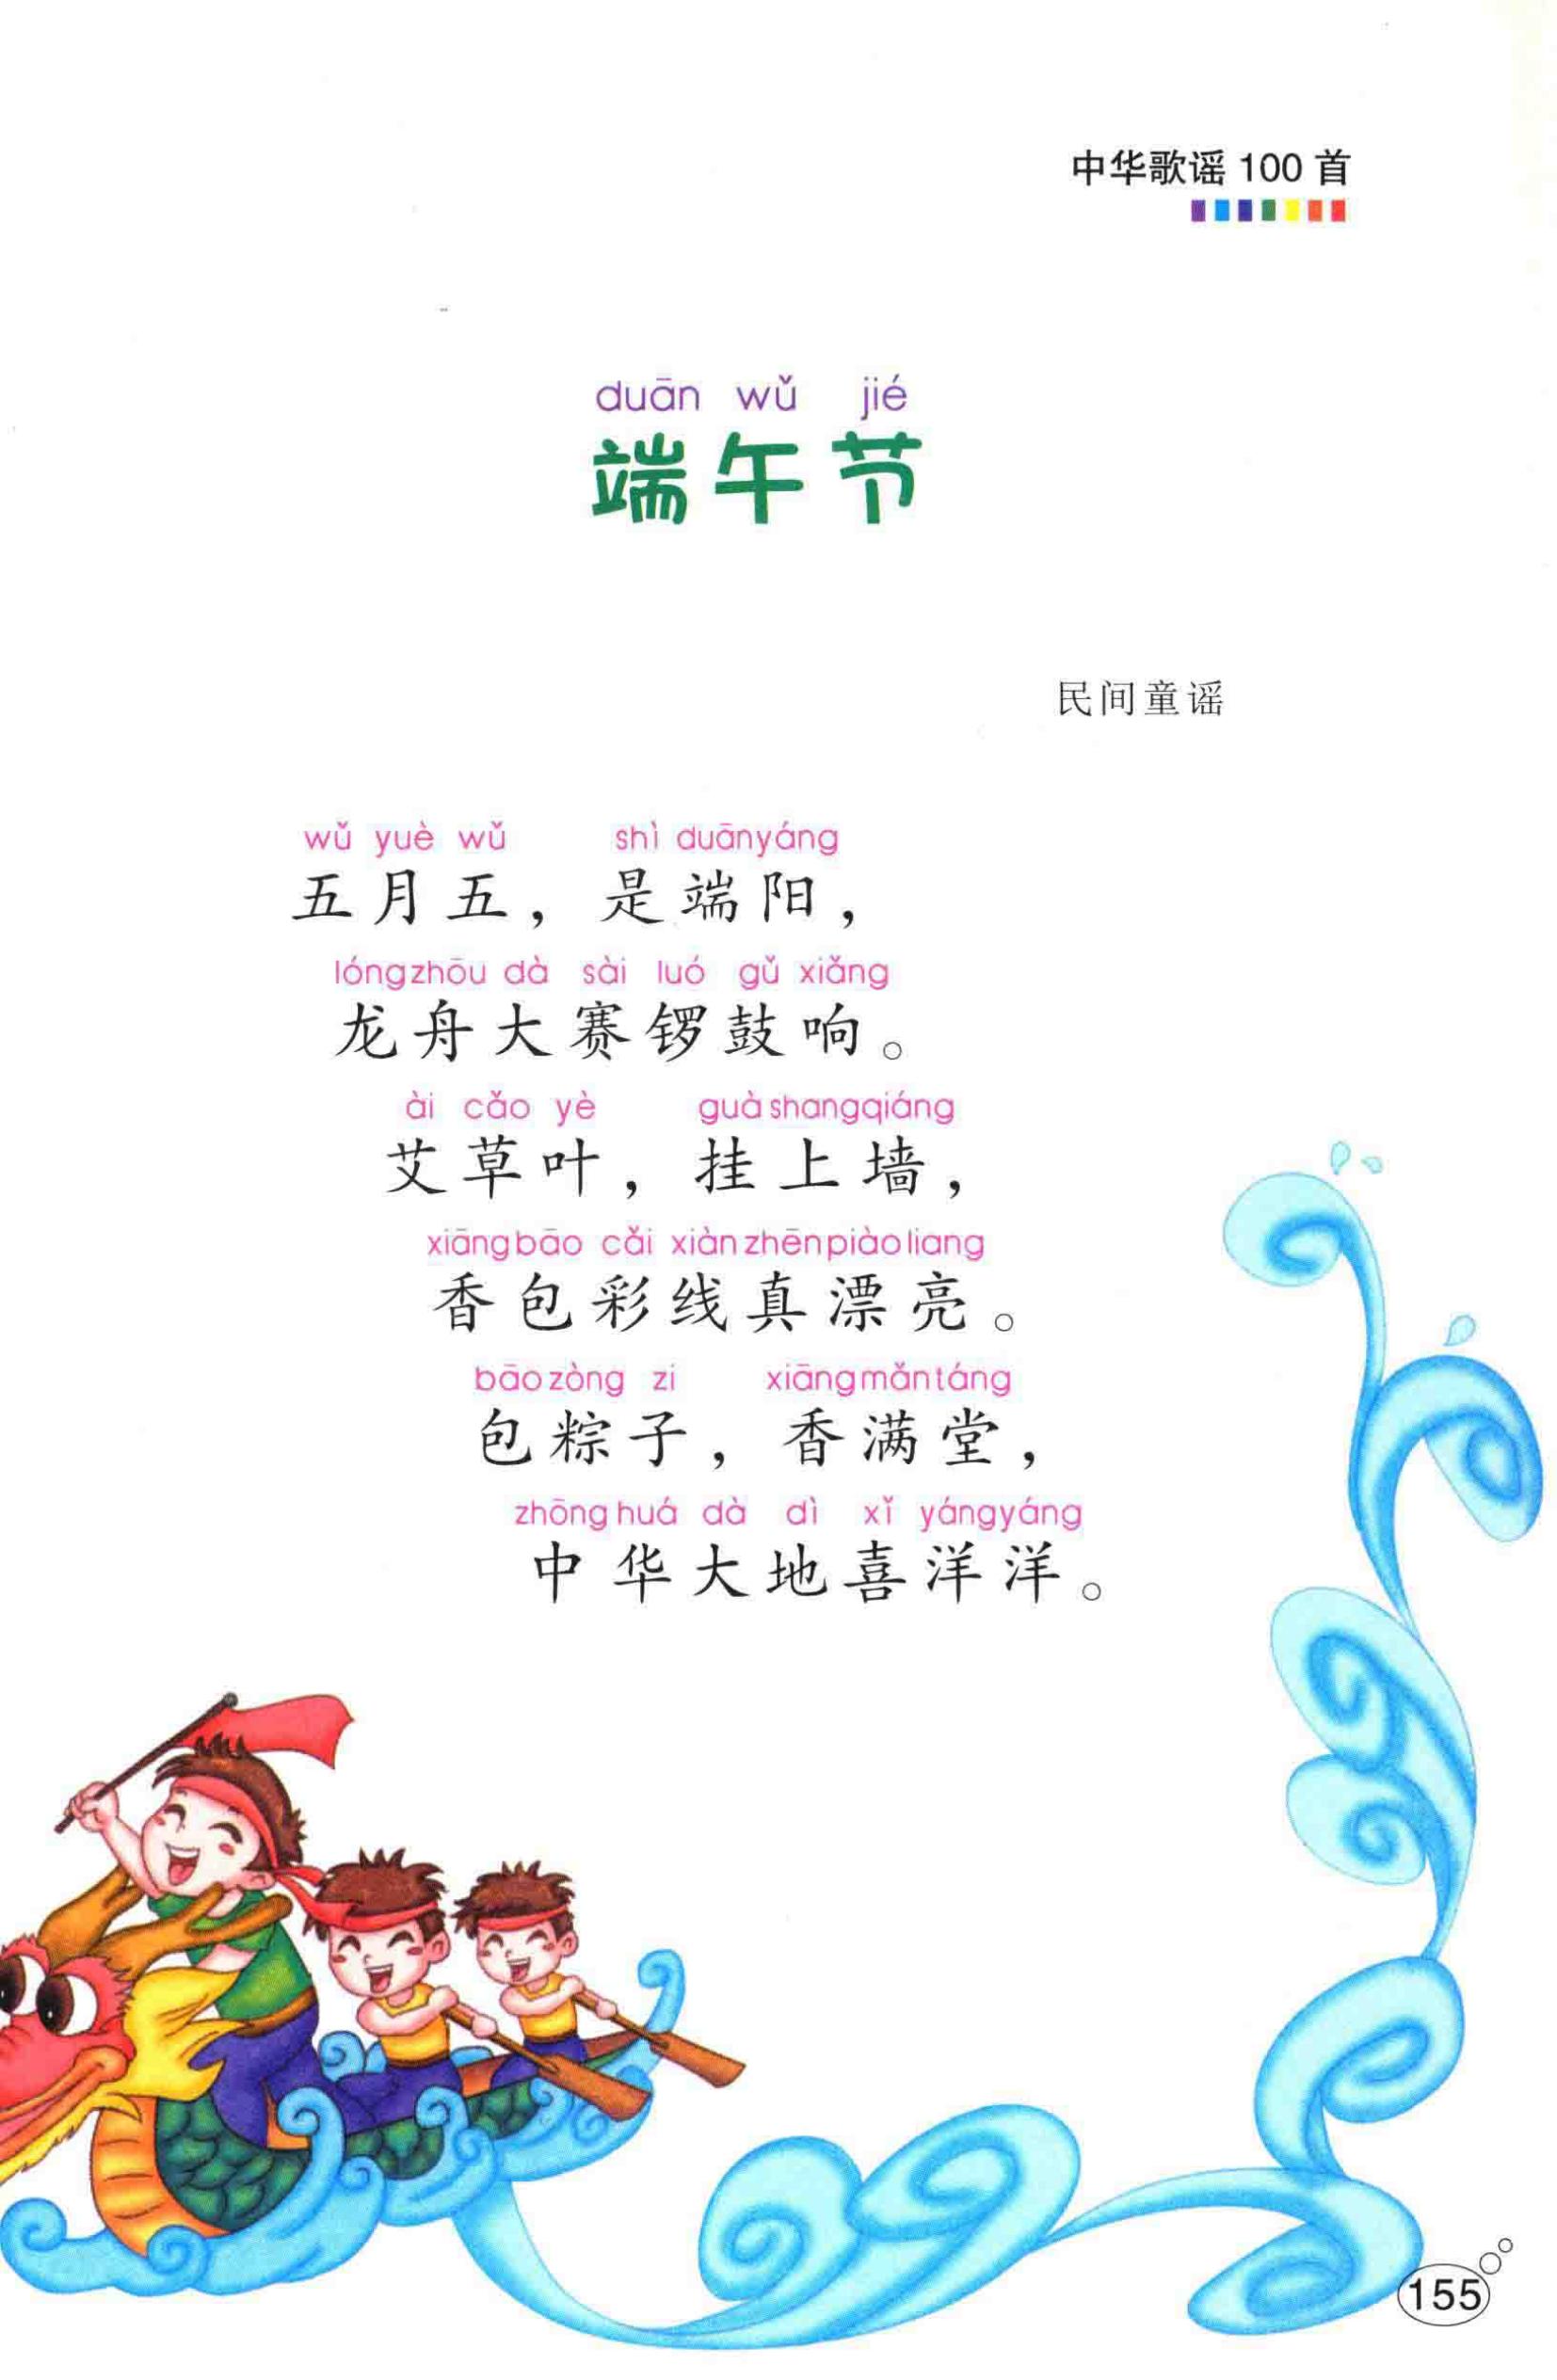 中华歌谣 100 首
duān wǔ jié
端午节
民间童谣
wǔ yuè wǔ shì duānyáng
五月五，是端阳，
lóngzhōu dà sài luó gǔ xiǎng
龙舟大赛锣鼓响。
ài cǎo yè guà shangqiáng
艾草叶，挂上墙，
xiāngbāo cǎi xiàn zhēnpiàoliang
香包彩线真漂亮。
bāo zòng zi xiāngmǎntáng
包粽子，香满堂，
zhōnghuá dà dì xǐ yángyáng
中华大地喜洋洋。
155